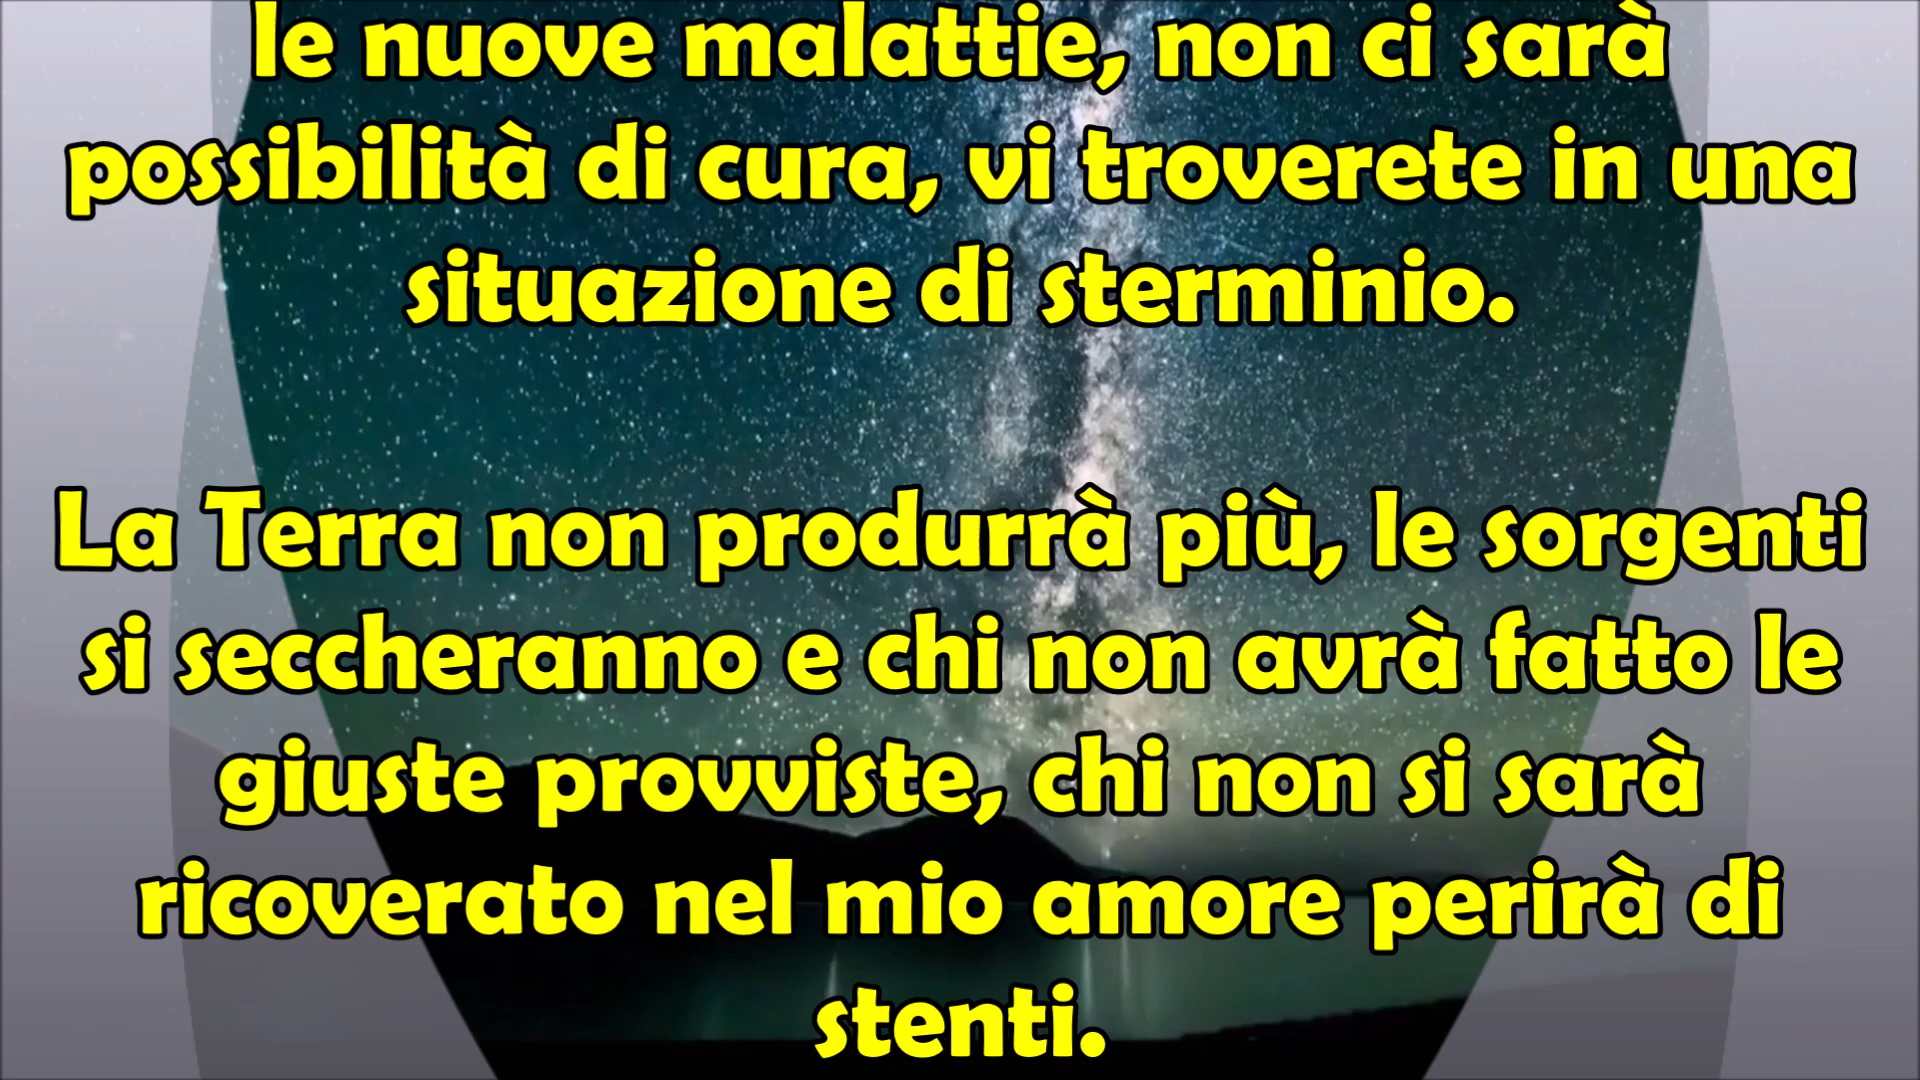 le nuove malattie, non ci sarà
possibilità di cura, vi troverete in una
situazione di sterminio.
La Terra non produrrà più, le sorgenti
si seccheranno e chi non avrà fatto le
giuste provviste, chi non si sarà
ricoverato nel mio amore perirà di
stenti.